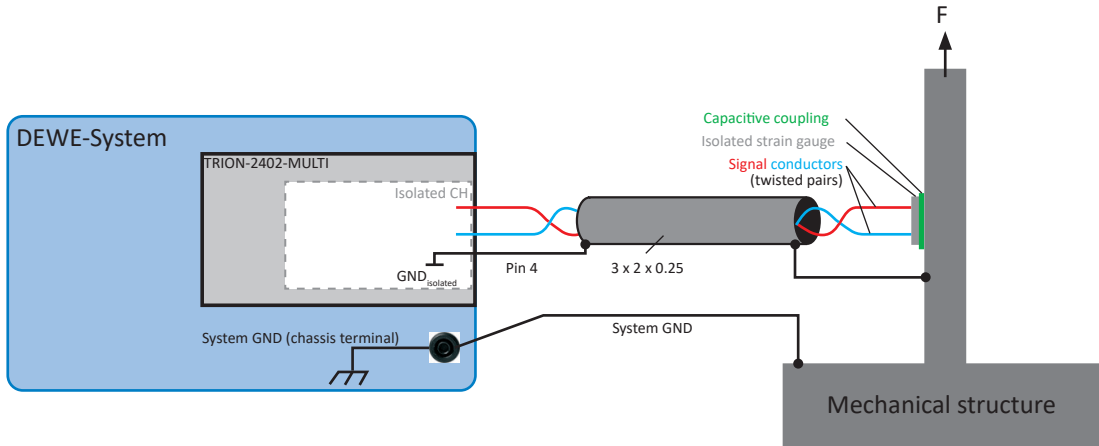 F
DEWE-System
Capacitive coupling
Isolated strain gauge
Signal conductors
(twisted pairs)
TRION-2402-MULTI
Isolated CH
GNDisolated
Pin 4
3 x 2 x 0.25
System GND (chassis terminal)
System GND
Mechanical structure